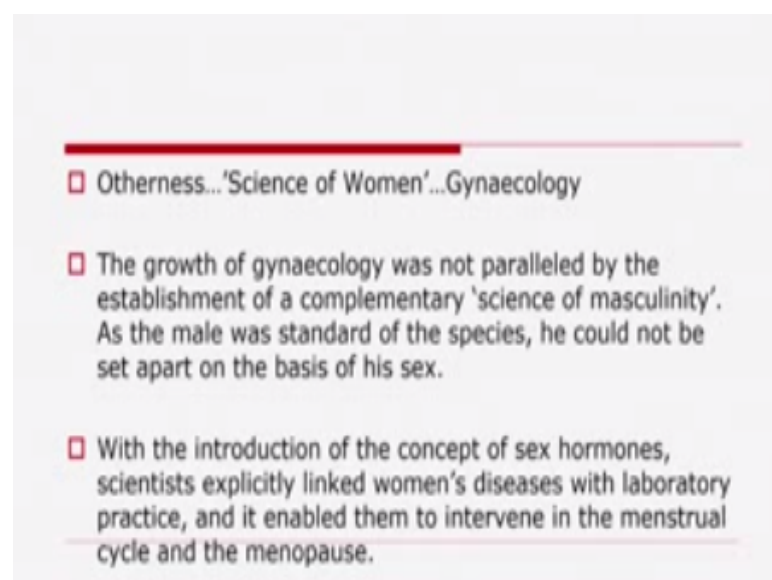 Otherness...'Science of Women'...Gynaecology
The growth of gynaecology was not paralleled by the
establishment of a complementary 'science of masculinity'.
As the male was standard of the species, he could not be
set apart on the basis of his sex.
With the introduction of the concept of sex hormones,
scientists explicitly linked women's diseases with laboratory
practice, and it enabled them to intervene in the menstrual
cycle and the menopause.